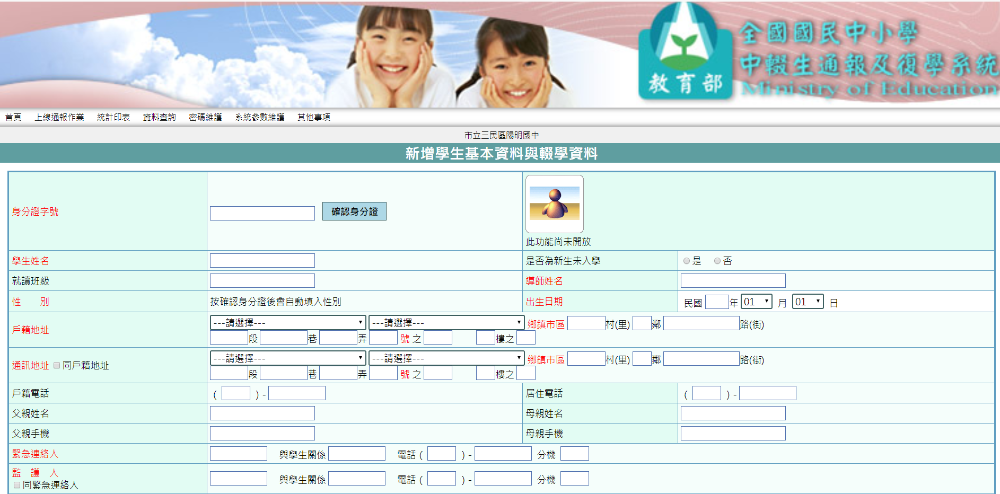 全國國民中小學
中輟生通報及復學系統
Ministry of Education
教育部
首頁 上線通報作業 統計印表 資料查詢 密碼維護 系統參數維護 其他事項
市立三民區陽明國中
新增學生基本資料與輟學資料
身分證字號 確認身分證
此功能尚未開放
學生姓名 是否為新生未入學 是 否
就讀班級 導師姓名
性 別 按確認身分證後會自動填入性別 出生日期 民國 年 01 月 01 日
戶籍地址 ---請選擇--- ---請選擇--- 鄉鎮市區 村(里) 鄰 路(街)
段 巷 弄 號 之 樓之
通訊地址 同戶籍地址 ---請選擇--- ---請選擇--- 鄉鎮市區 村(里) 鄰 路(街)
段 巷 弄 號 之 樓之
戶籍電話 ( ) - 居住電話 ( ) -
父親姓名 母親姓名
父親手機 母親手機
緊急連絡人 與學生關係 電話 ( ) - 分機
監 護 人 與學生關係 電話 ( ) - 分機
同緊急連絡人